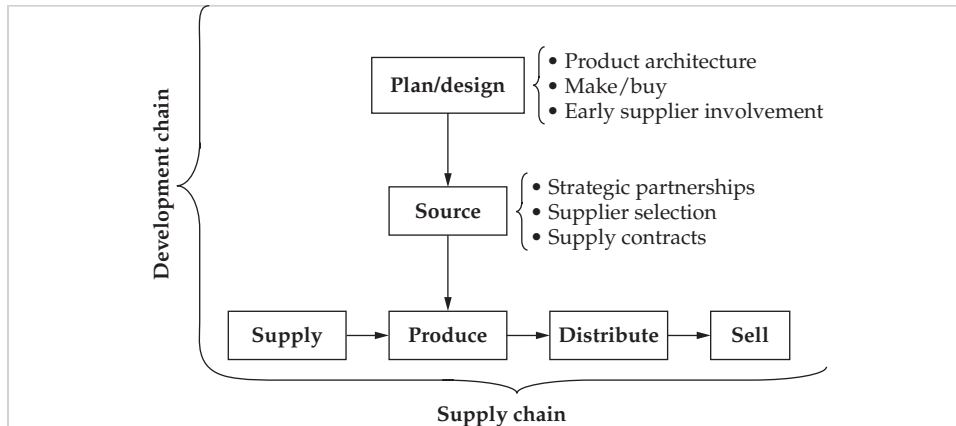 Plan/design
• Product architecture
• Make/buy
• Early supplier involvement
Development chain
Source
• Strategic partnerships
• Supplier selection
• Supply contracts
Supply
Produce
Distribute
Sell
Supply chain